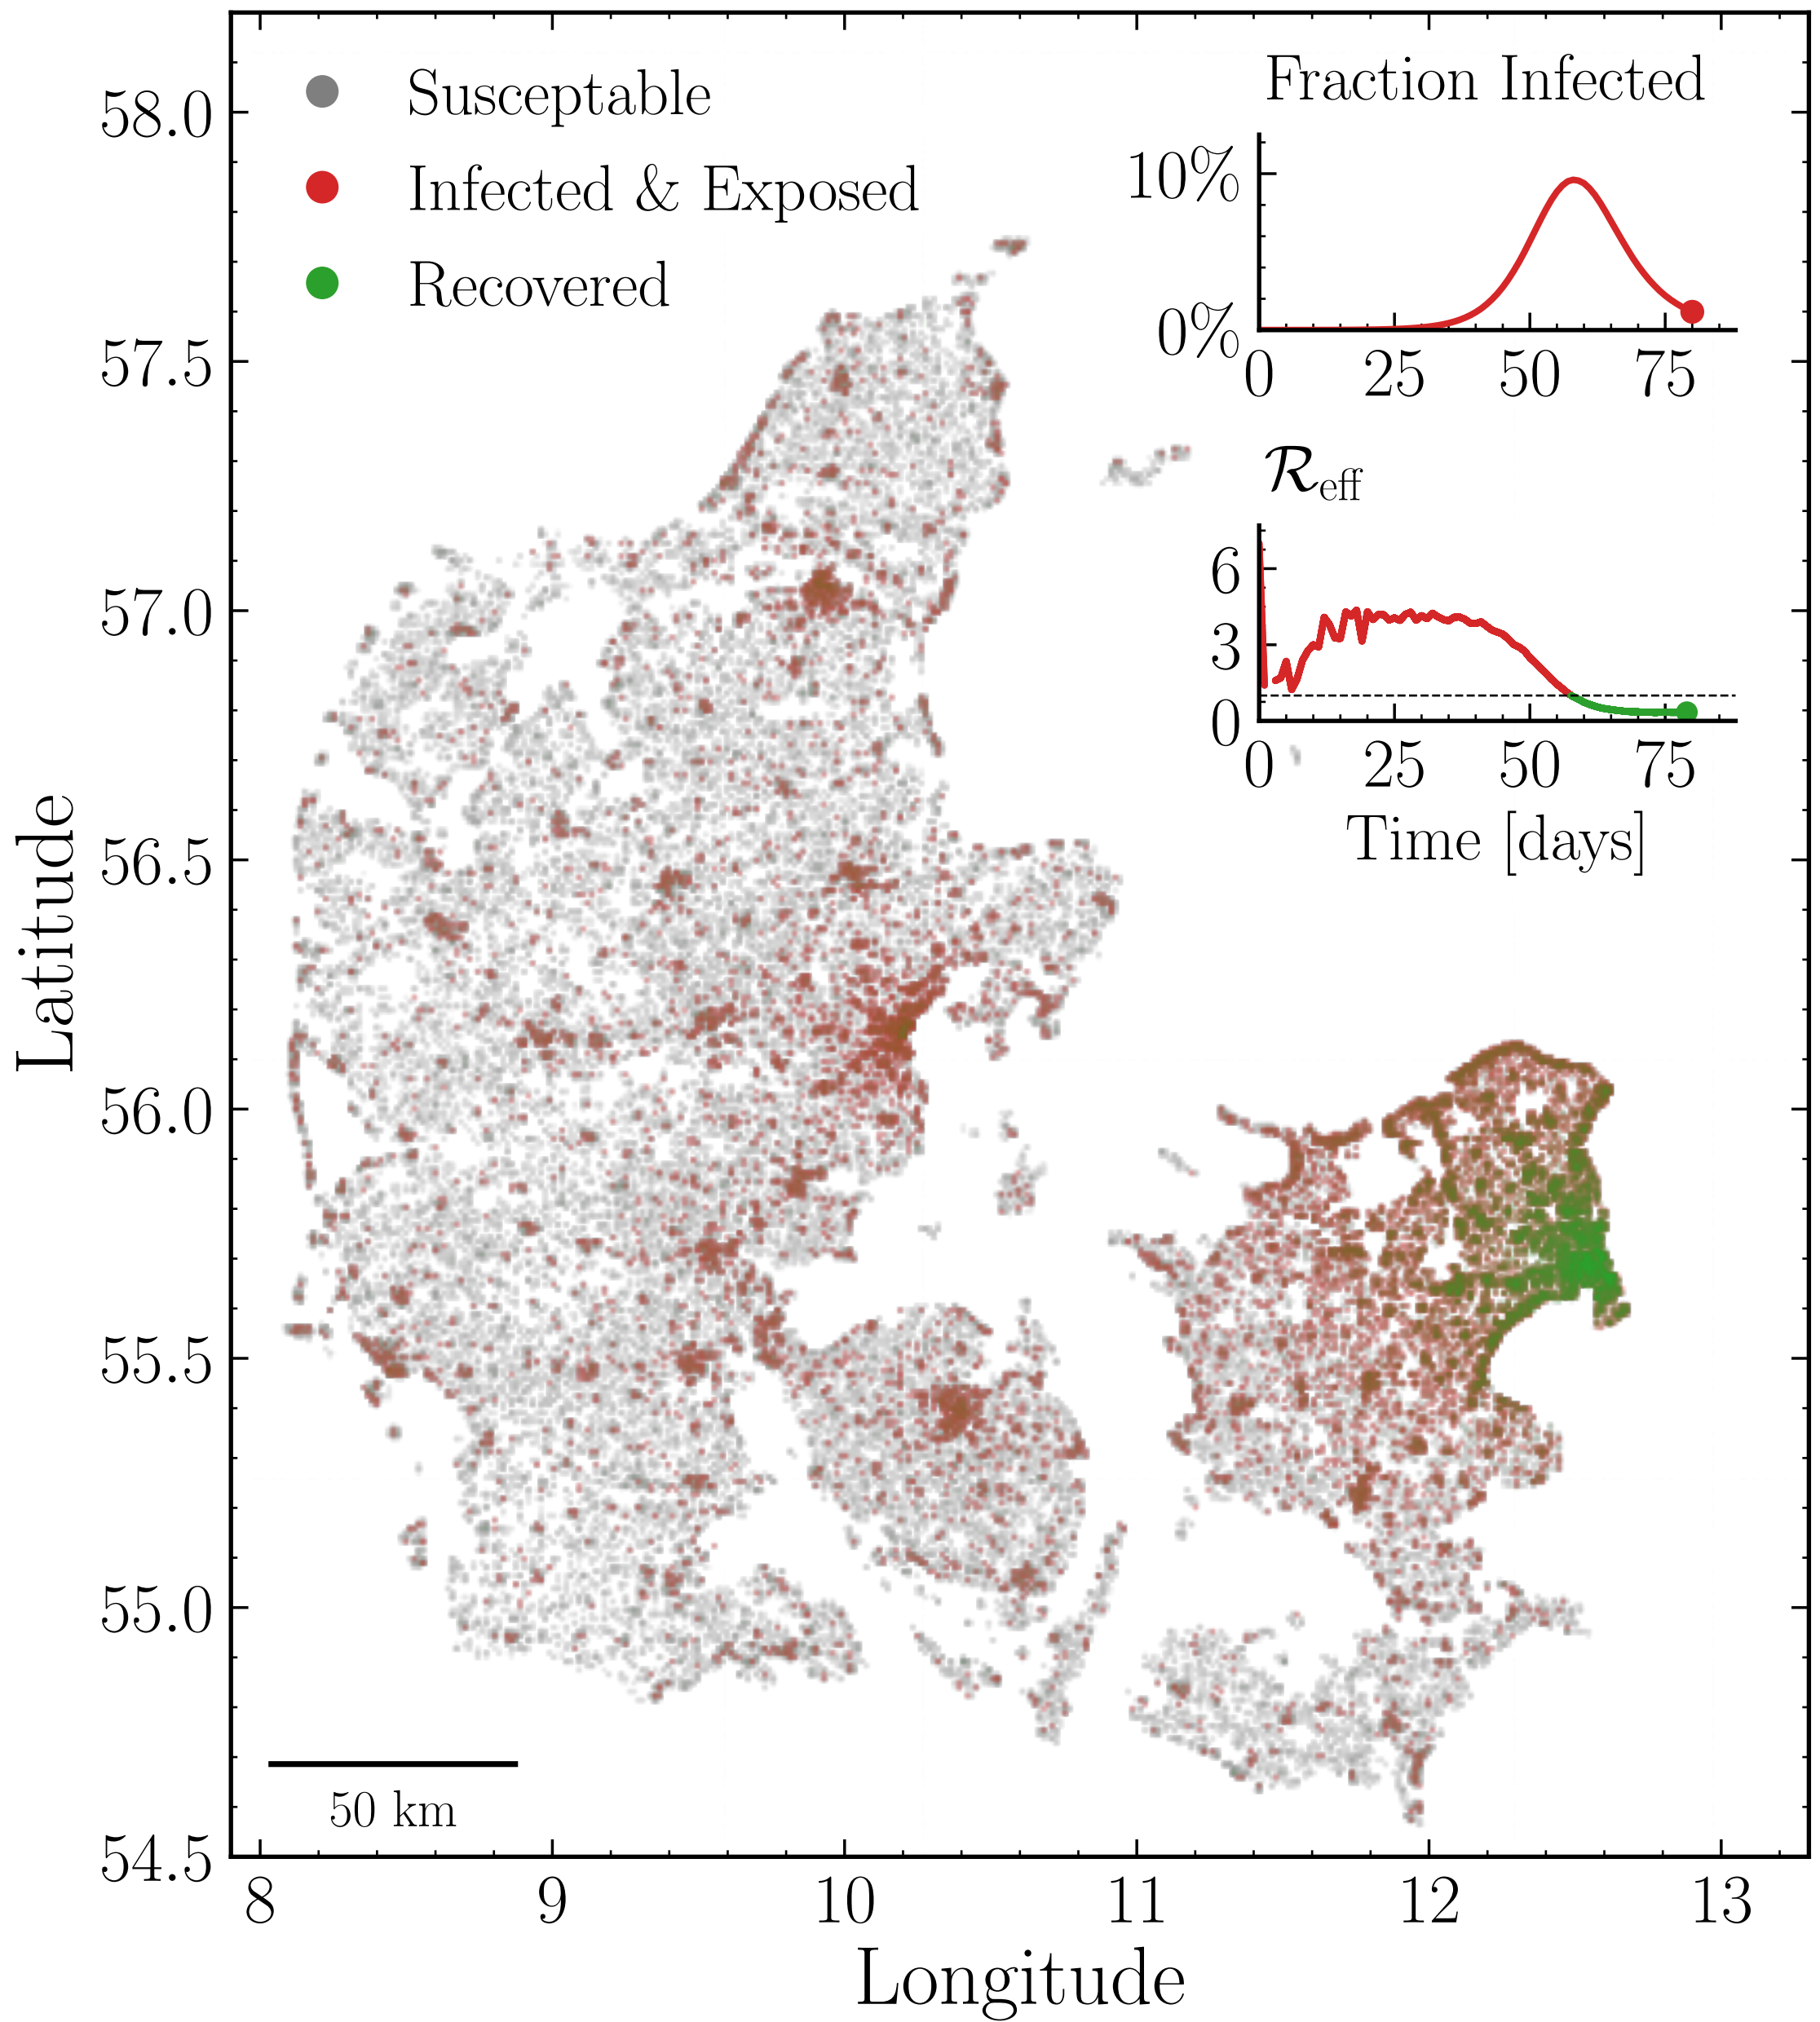 Susceptable
Infected & Exposed
Recovered
Fraction Infected
10%
0%
0 25 50 75
ℛeff
6
3
0
0 25 50 75
Time [days]
Latitude
58.0
57.5
57.0
56.5
56.0
55.5
55.0
54.5
50 km
8 9 10 11 12 13
Longitude